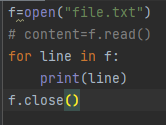 f=open("file.txt")
# content=f.read()
for line in f:
    print(line)
f.close()